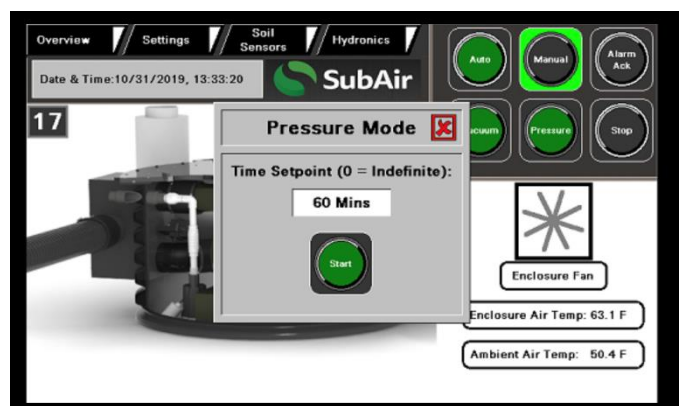 Overview
Settings
Soil
Sensors
Hydronics
Date & Time:10/31/2019, 13:33:20
SubAir
Auto
Manual
Alarm
Ack
17
Pressure Mode
Pressure
Stop
Time Setpoint (0 = Indefinite):
60 Mins
Start
Enclosure Fan
Enclosure Air Temp: 63.1 F
Ambient Air Temp: 50.4 F